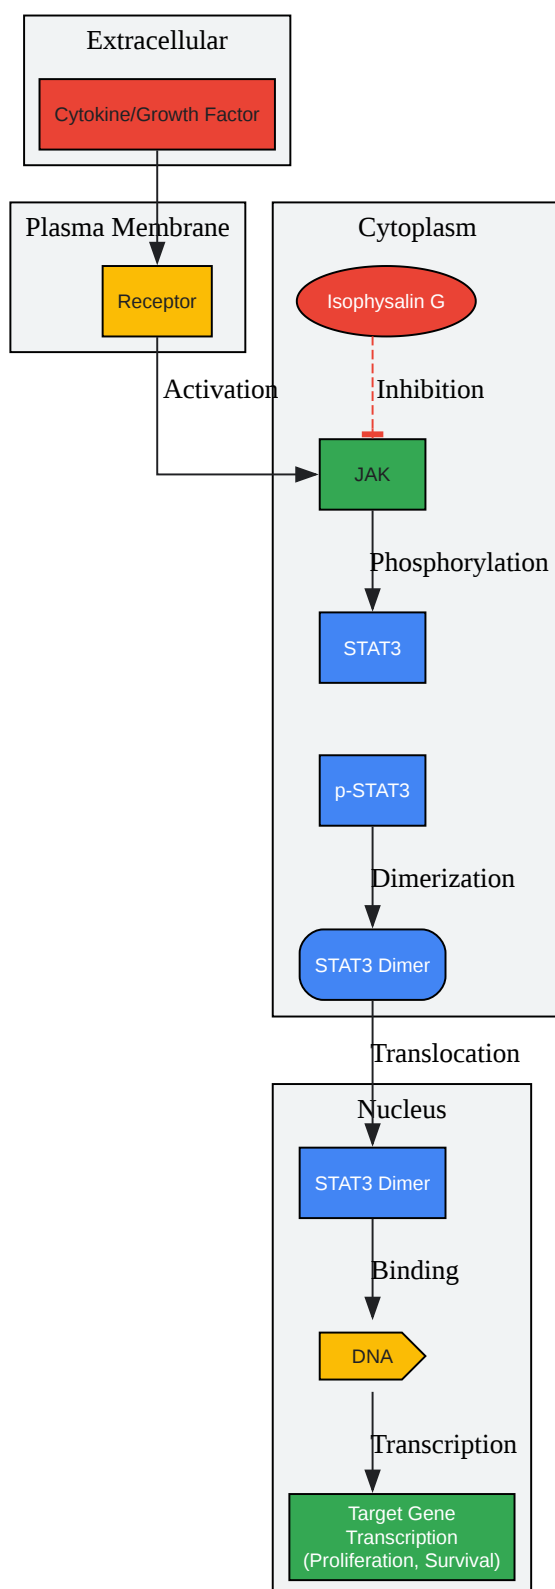 Extracellular
Cytokine/Growth Factor
Plasma Membrane
Cytoplasm
Receptor
Isophysalin G
Activation
Inhibition
JAK
Phosphorylation
STAT3
p-STAT3
Dimerization
STAT3 Dimer
Translocation
Nucleus
STAT3 Dimer
Binding
DNA
Transcription
Target Gene
Transcription
(Proliferation, Survival)